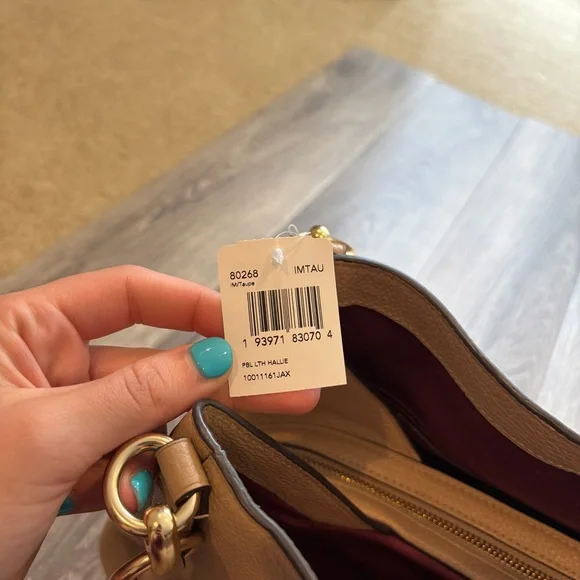 80268 IMTAU
IM/Taupe
1 93971 83070 4
PBL LTH HALLIE
10011161JAX